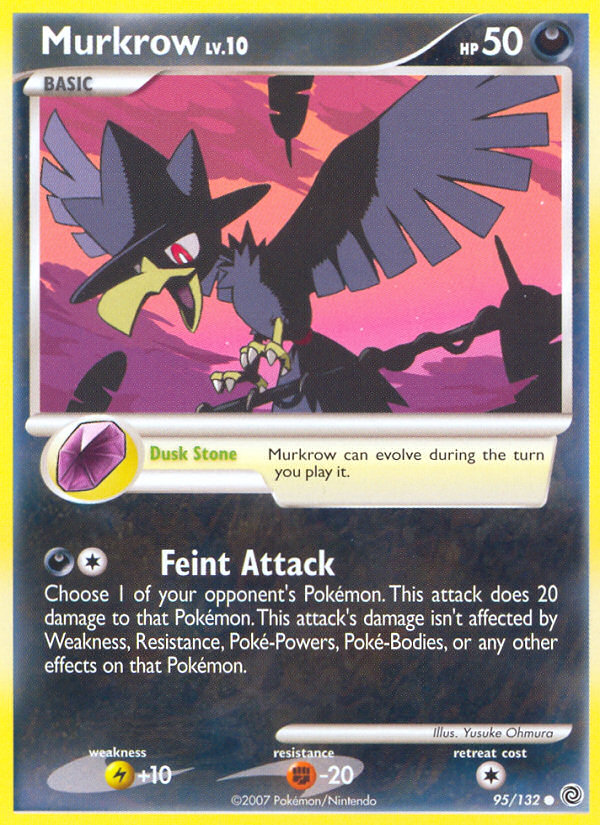 Murkrow LV.10
HP 50
BASIC
Dusk Stone
Murkrow can evolve during the turn
you play it.
Feint Attack
Choose 1 of your opponent's Pokémon. This attack does 20
damage to that Pokémon. This attack's damage isn't affected by
Weakness, Resistance, Poké-Powers, Poké-Bodies, or any other
effects on that Pokémon.
Illus. Yusuke Ohmura
weakness
resistance
retreat cost
+10
-20
©2007 Pokémon/Nintendo
95/132